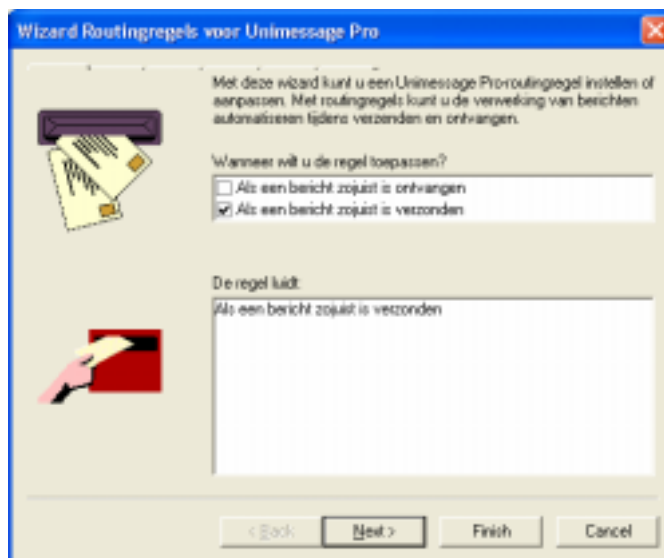 Wizard Routingregels voor Unimessage Pro
Met deze wizard kunt u een Unimessage Pro-routingregel instellen of
aanpassen. Met routingregels kunt u de verwerking van berichten
automatiseren tijdens verzenden en ontvangen.
Wanneer wilt u de regel toepassen?
Als een bericht zojuist is ontvangen
Als een bericht zojuist is verzonden
De regel luidt:
Als een bericht zojuist is verzonden
< Back
Next >
Finish
Cancel